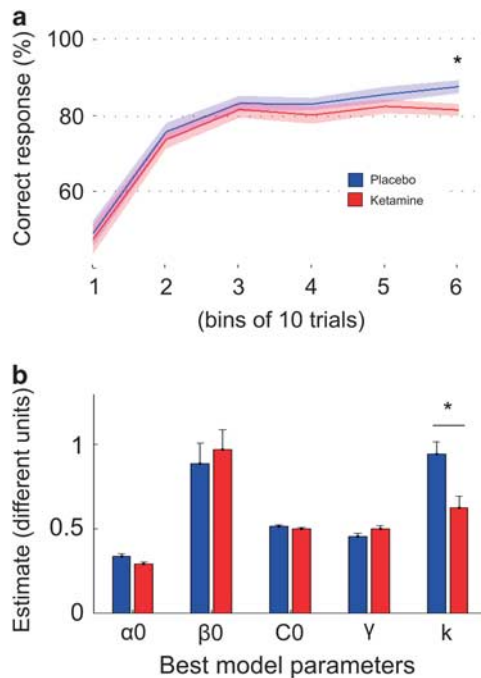 a
Correct response (%)
100
80
60
*
Placebo
Ketamine
1 2 3 4 5 6
(bins of 10 trials)
b
Estimate (different units)
1
0.5
0
*
α0 β0 C0 γ k
Best model parameters